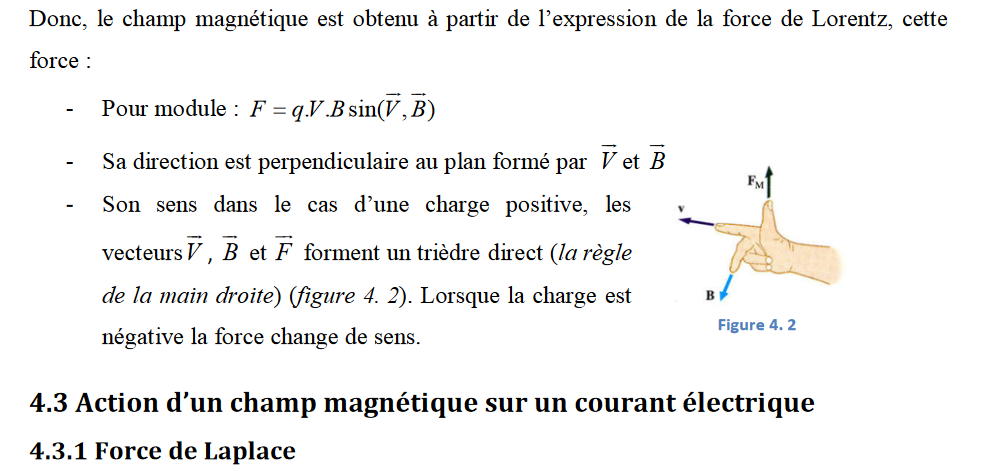 Donc, le champ magnétique est obtenu à partir de l'expression de la force de Lorentz, cette
force :
- Pour module : F = q.V.B sin(V⃗, B⃗)
- Sa direction est perpendiculaire au plan formé par V⃗ et B⃗
- Son sens dans le cas d'une charge positive, les
vecteurs V⃗ , B⃗ et F⃗ forment un trièdre direct (la règle
de la main droite) (figure 4. 2). Lorsque la charge est
négative la force change de sens.
F_M
v
B
Figure 4. 2
4.3 Action d'un champ magnétique sur un courant électrique
4.3.1 Force de Laplace